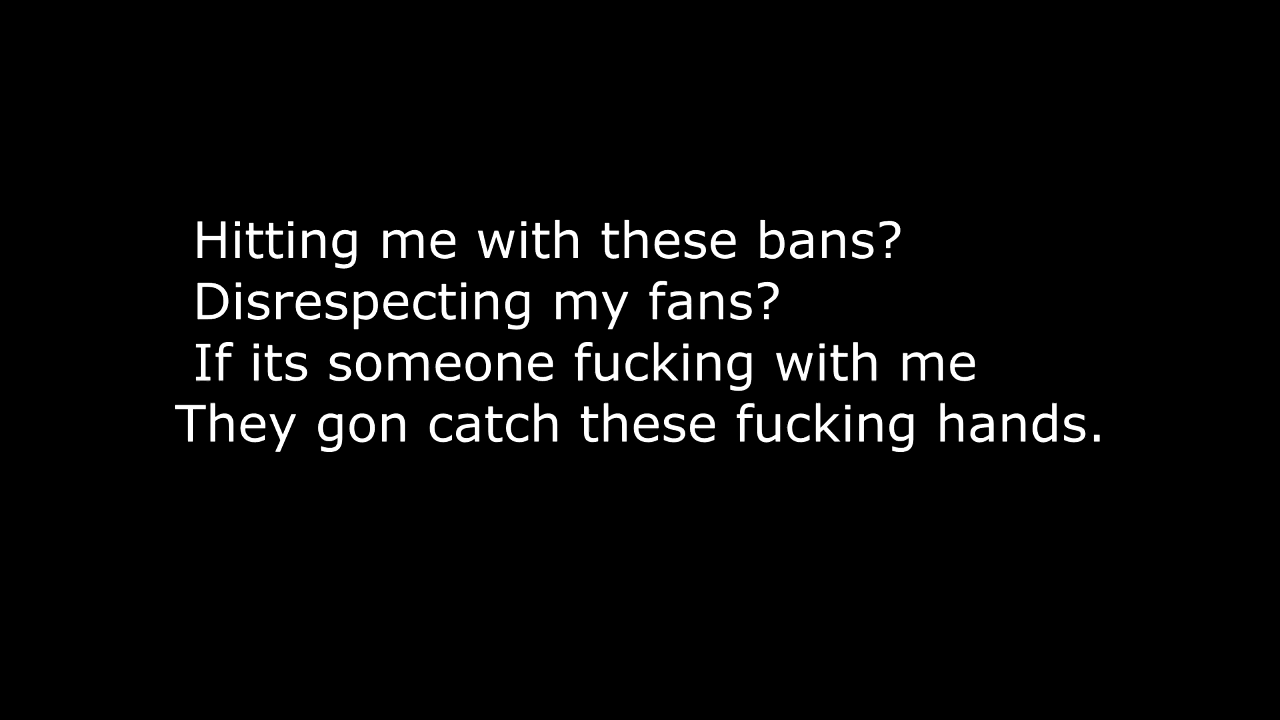 Hitting me with these bans?
Disrespecting my fans?
If its someone fucking with me
They gon catch these fucking hands.